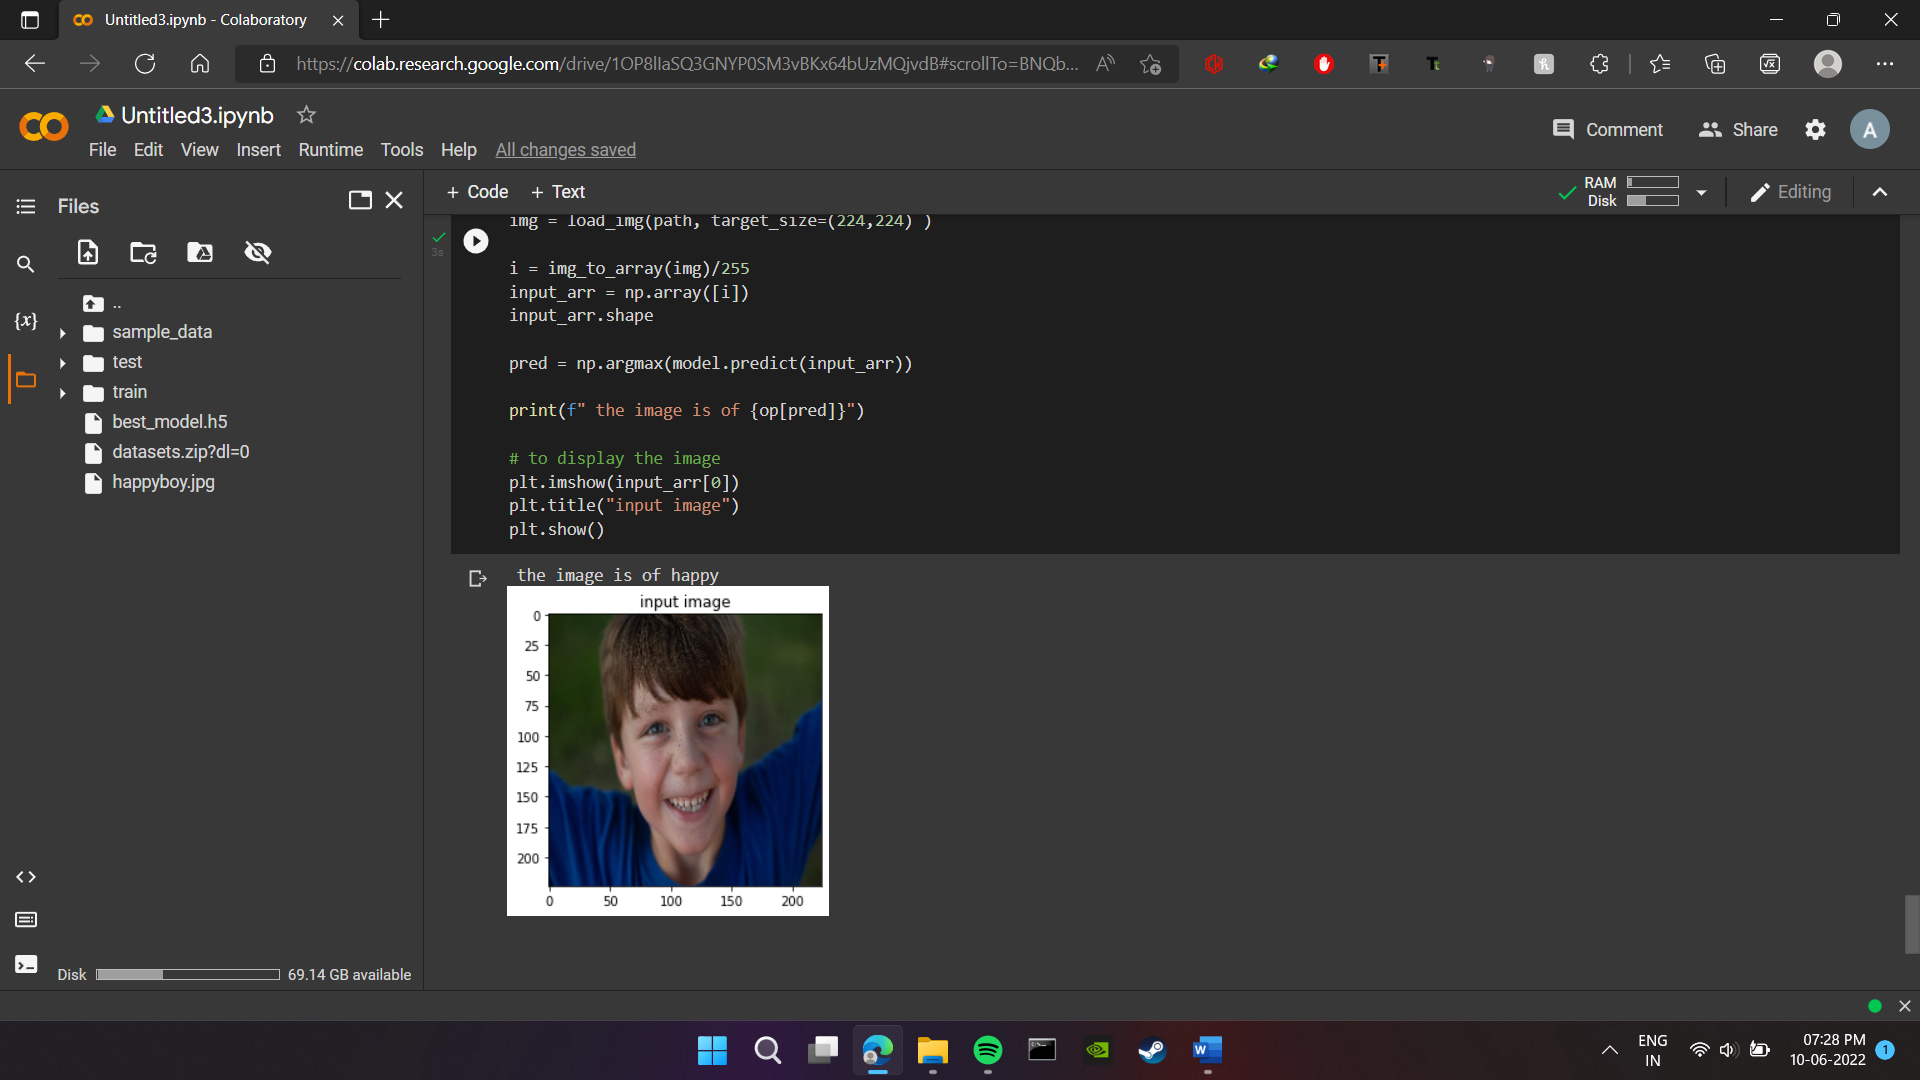 Untitled3.ipynb - Colaboratory
https://colab.research.google.com/drive/1OP8llaSQ3GNYP0SM3vBKx64bUzMQjvdB#scrollTo=BNQb...
Untitled3.ipynb
File Edit View Insert Runtime Tools Help All changes saved
Comment Share A
Files
+ Code + Text
RAM
Disk
Editing
..
sample_data
test
train
best_model.h5
datasets.zip?dl=0
happyboy.jpg
{x}
3s
img = load_img(path, target_size=(224,224) )
i = img_to_array(img)/255
input_arr = np.array([i])
input_arr.shape
pred = np.argmax(model.predict(input_arr))
print(f" the image is of {op[pred]}")
# to display the image
plt.imshow(input_arr[0])
plt.title("input image")
plt.show()
the image is of happy
input image
0
25
50
75
100
125
150
175
200
0 50 100 150 200
Disk 69.14 GB available
ENG
IN
07:28 PM
10-06-2022
1